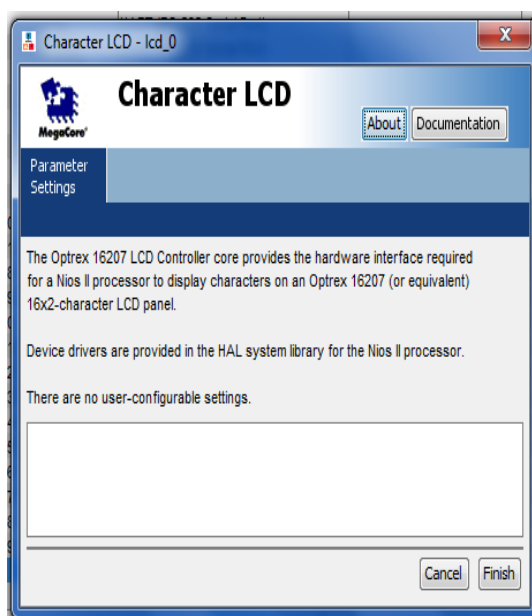 Character LCD - lcd_0
X
Character LCD
MegaCore®
About
Documentation
Parameter
Settings
The Optrex 16207 LCD Controller core provides the hardware interface required
for a Nios II processor to display characters on an Optrex 16207 (or equivalent)
16x2-character LCD panel.
Device drivers are provided in the HAL system library for the Nios II processor.
There are no user-configurable settings.
Cancel
Finish